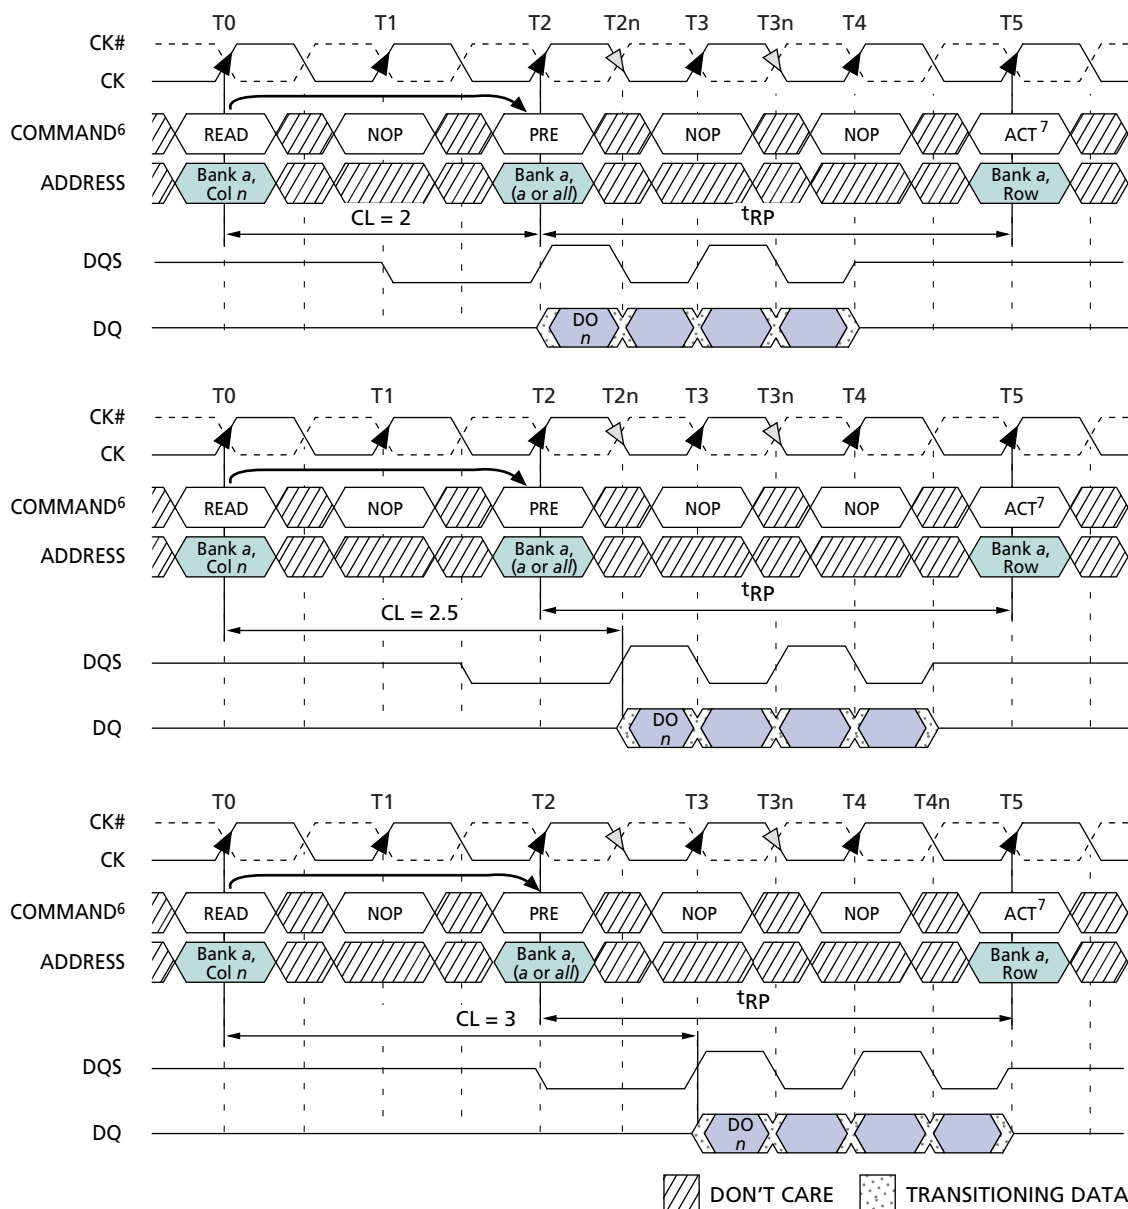 T0 T1 T2 T2n T3 T3n T4 T5
CK#
CK
COMMAND6 READ NOP PRE NOP NOP ACT7
ADDRESS Bank a, Col n Bank a, (a or all) Bank a, Row
CL = 2 tRP
DQS
DQ DO n
T0 T1 T2 T2n T3 T3n T4 T5
CK#
CK
COMMAND6 READ NOP PRE NOP NOP ACT7
ADDRESS Bank a, Col n Bank a, (a or all) Bank a, Row
tRP
CL = 2.5
DQS
DQ DO n
T0 T1 T2 T3 T3n T4 T4n T5
CK#
CK
COMMAND6 READ NOP PRE NOP NOP ACT7
ADDRESS Bank a, Col n Bank a, (a or all) Bank a, Row
tRP
CL = 3
DQS
DQ DO n
DON'T CARE TRANSITIONING DATA